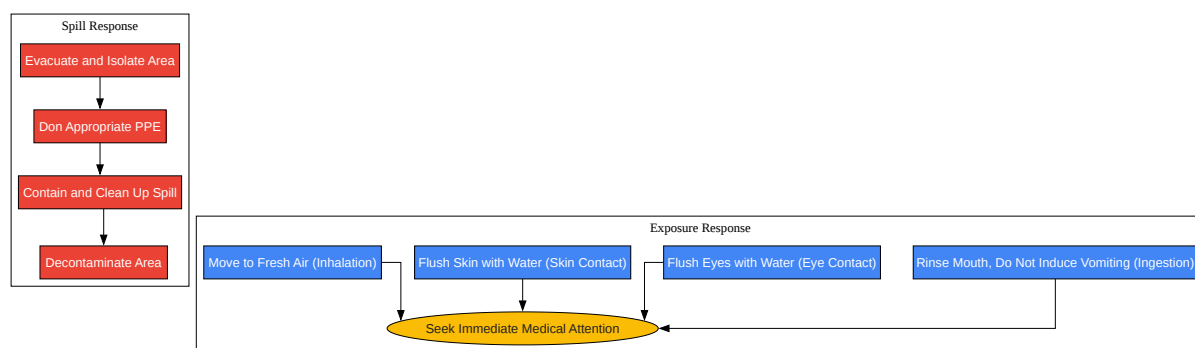 Spill Response
Evacuate and Isolate Area
Don Appropriate PPE
Contain and Clean Up Spill
Decontaminate Area
Exposure Response
Move to Fresh Air (Inhalation)
Flush Skin with Water (Skin Contact)
Flush Eyes with Water (Eye Contact)
Rinse Mouth, Do Not Induce Vomiting (Ingestion)
Seek Immediate Medical Attention